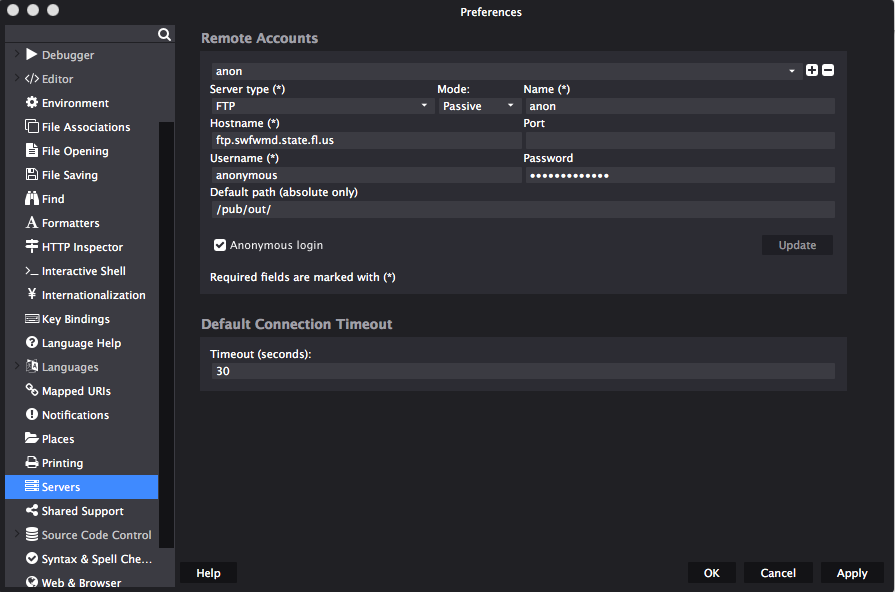 Preferences
Debugger
Editor
Environment
File Associations
File Opening
File Saving
Find
Formatters
HTTP Inspector
Interactive Shell
Internationalization
Key Bindings
Language Help
Languages
Mapped URIs
Notifications
Places
Printing
Servers
Shared Support
Source Code Control
Syntax & Spell Che...
Web & Browser
Remote Accounts
anon
Server type (*) Mode: Name (*)
FTP Passive anon
Hostname (*) Port
ftp.swfwmd.state.fl.us
Username (*) Password
anonymous •••••••••••••
Default path (absolute only)
/pub/out/
Anonymous login Update
Required fields are marked with (*)
Default Connection Timeout
Timeout (seconds):
30
Help OK Cancel Apply